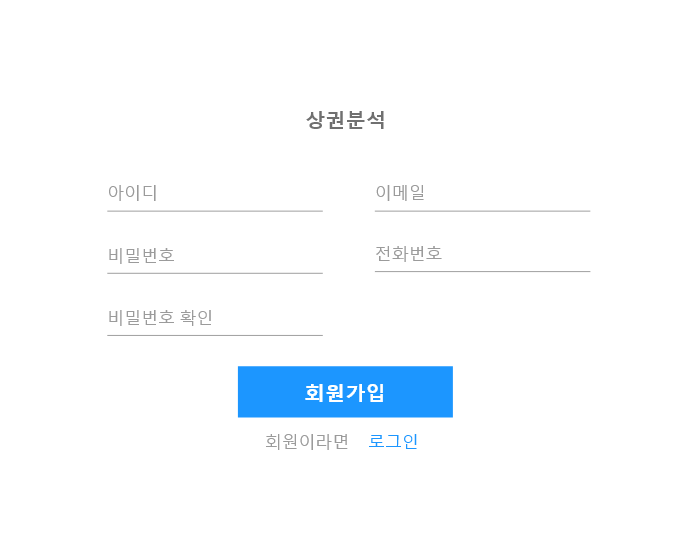 상권분석
아이디
이메일
비밀번호
전화번호
비밀번호 확인
회원가입
회원이라면 로그인